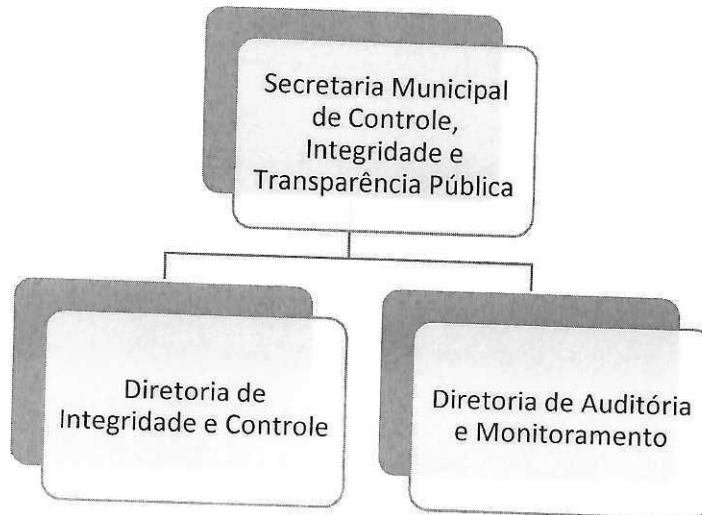 Secretaria Municipal
de Controle,
Integridade e
Transparência Pública
Diretoria de
Integridade e Controle
Diretoria de Auditória
e Monitoramento